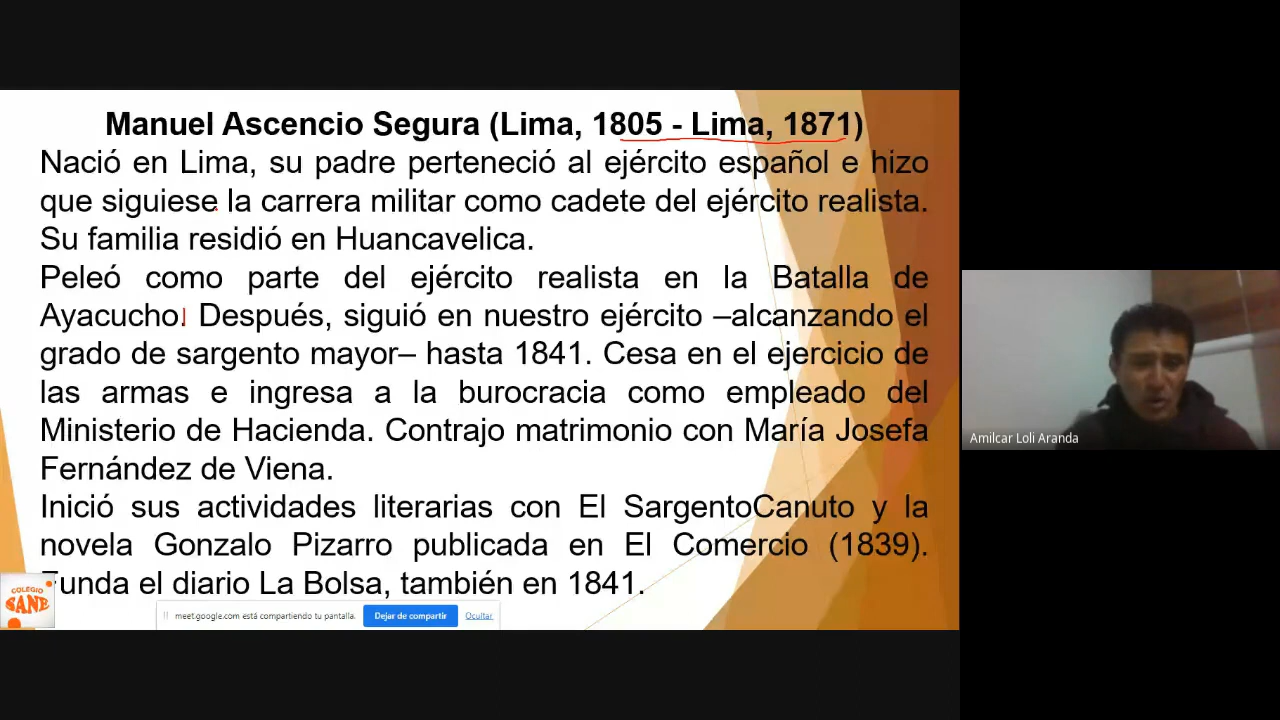 Manuel Ascencio Segura (Lima, 1805 - Lima, 1871)
Nació en Lima, su padre perteneció al ejército español e hizo
que siguiese la carrera militar como cadete del ejército realista.
Su familia residió en Huancavelica.
Peleó como parte del ejército realista en la Batalla de
Ayacucho. Después, siguió en nuestro ejército –alcanzando el
grado de sargento mayor– hasta 1841. Cesa en el ejercicio de
las armas e ingresa a la burocracia como empleado del
Ministerio de Hacienda. Contrajo matrimonio con María Josefa
Fernández de Viena.
Inició sus actividades literarias con El SargentoCanuto y la
novela Gonzalo Pizarro publicada en El Comercio (1839).
Funda el diario La Bolsa, también en 1841.
COLEGIO
SANE
meet.google.com está compartiendo tu pantalla.
Dejar de compartir
Ocultar
Amilcar Loli Aranda